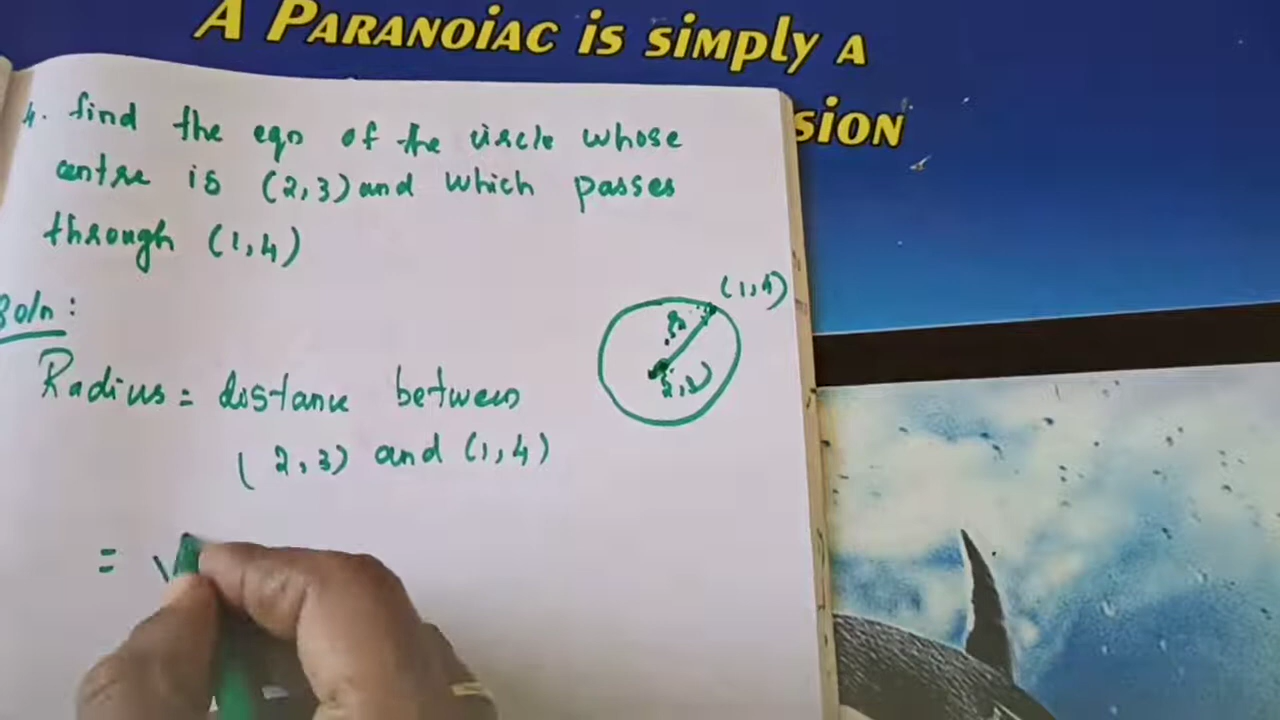 A PARANOIAC is simply a
sion
4. find the eqn of the circle whose
centre is (2,3) and which passes
through (1,4)
Soln:
(1,4)
r
2,3)
Radius = distance between
(2,3) and (1,4)
= √